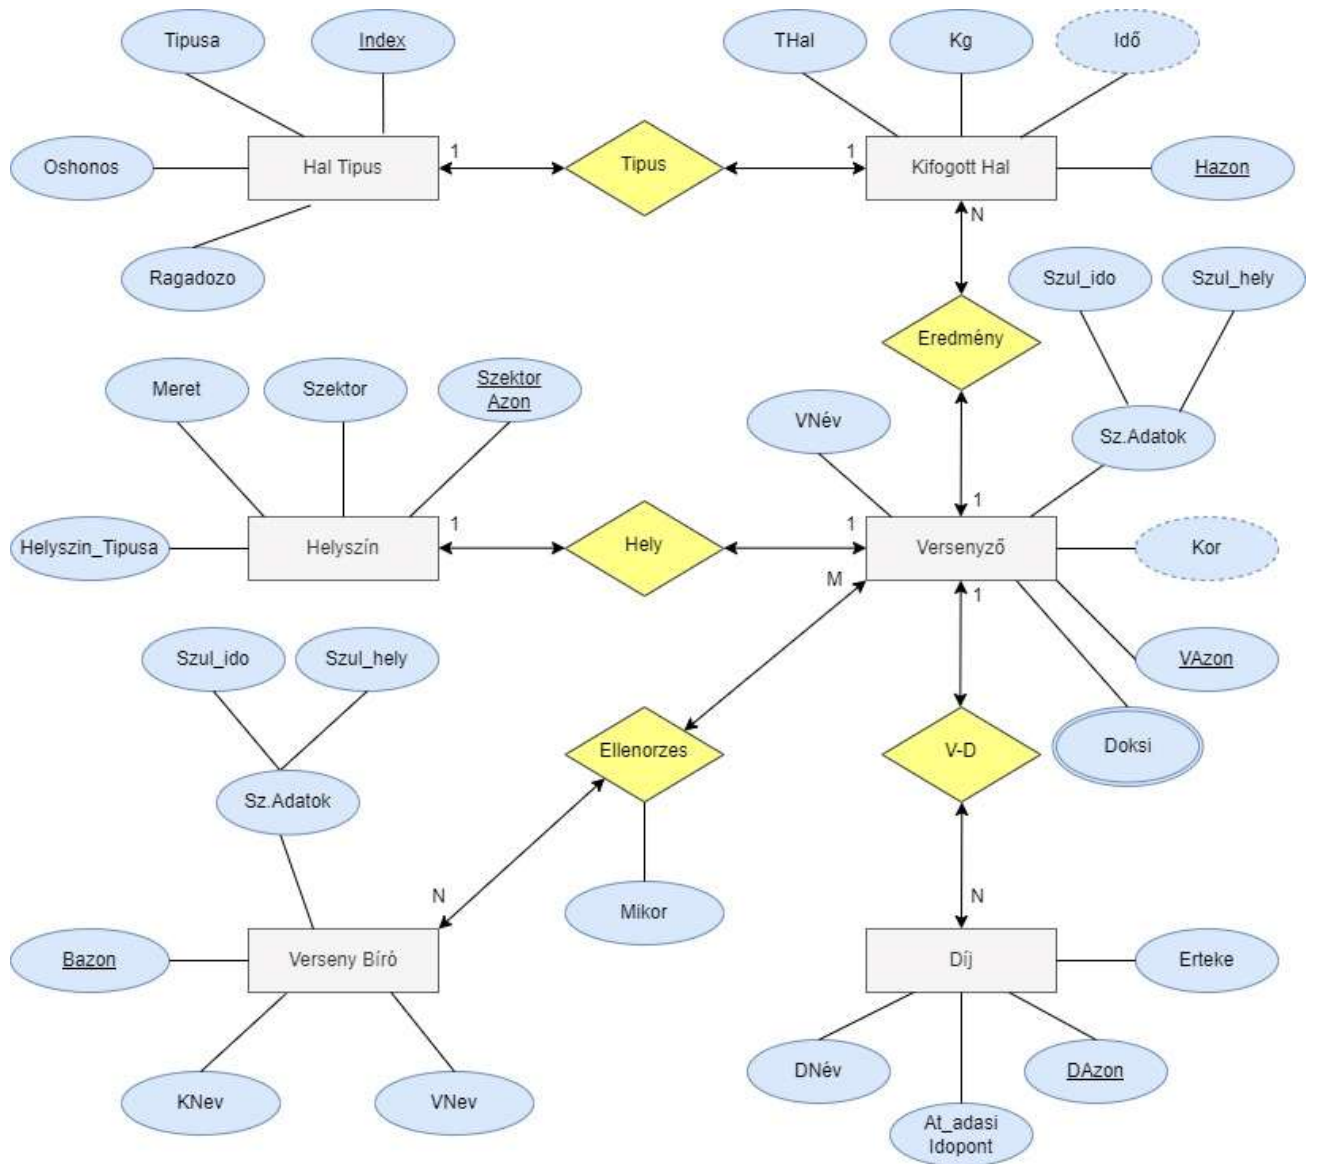 Tipusa
Index
THal
Kg
Idő
Oshonos
Hal Tipus
1
Tipus
1
Kifogott Hal
Hazon
N
Ragadozo
Szul_ido
Szul_hely
Eredmény
Meret
Szektor
Szektor
Azon
VNév
Sz.Adatok
1
Helyszin_Tipusa
Helyszín
1
Hely
1
Versenyző
Kor
M
1
Szul_ido
Szul_hely
VAzon
Ellenorzes
V-D
Doksi
Sz.Adatok
N
N
Mikor
Bazon
Verseny Bíró
Díj
Erteke
DNév
DAzon
KNev
VNev
At_adasi
Idopont